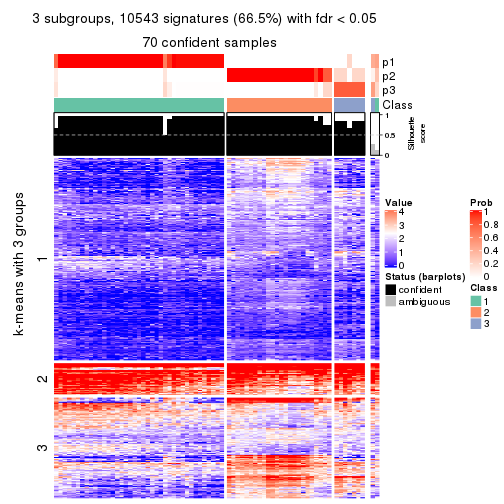 3 subgroups, 10543 signatures (66.5%) with fdr < 0.05
70 confident samples
p1
p2
p3
Class
1
0.5
0
Silhouette
score
k-means with 3 groups
1
2
3
Value
4
3
2
1
0
Status (barplots)
confident
ambiguous
Prob
1
0.8
0.6
0.4
0.2
0
Class
1
2
3